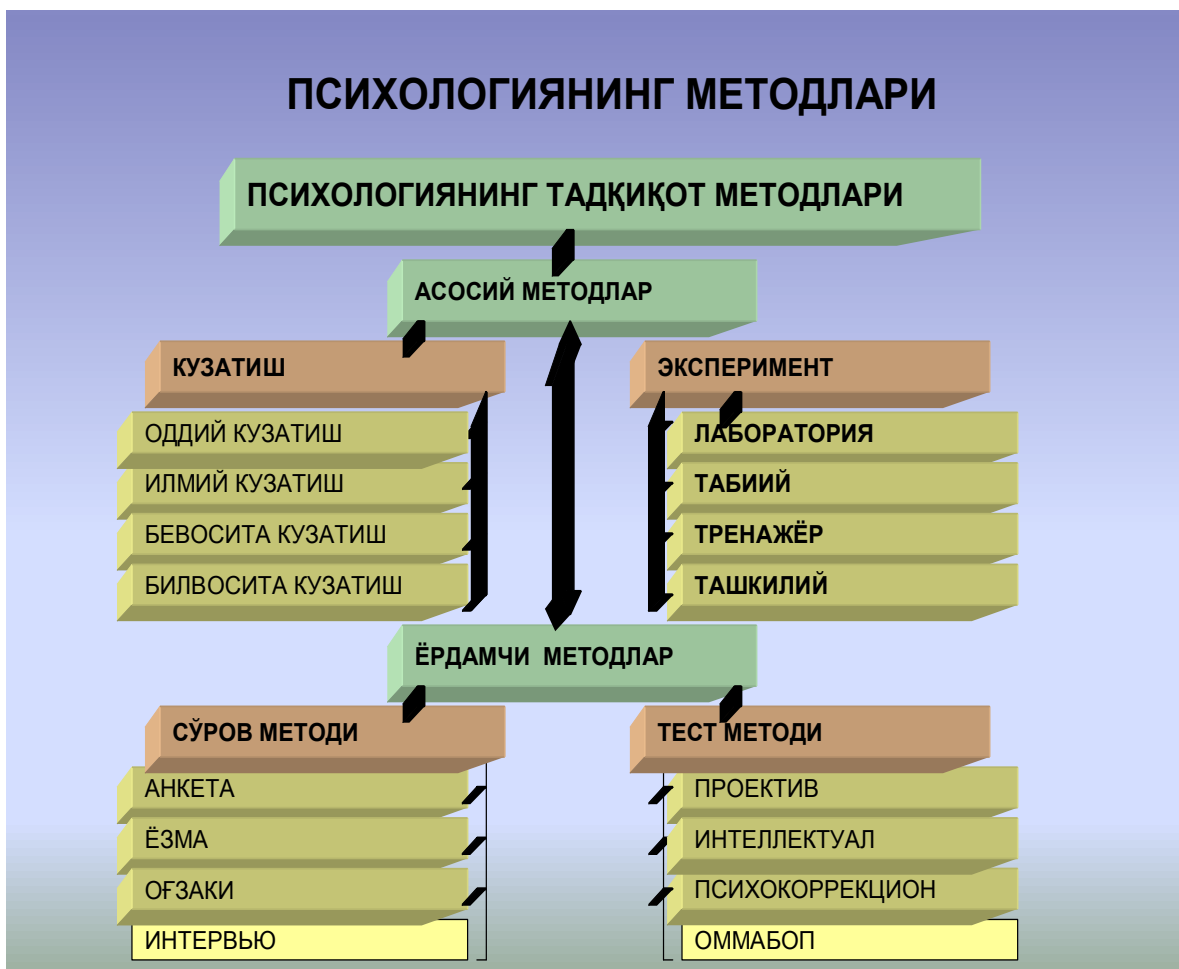 ПСИХОЛОГИЯНИНГ МЕТОДЛАРИ
ПСИХОЛОГИЯНИНГ ТАДҚИҚОТ МЕТОДЛАРИ
АСОСИЙ МЕТОДЛАР
КУЗАТИШ
ОДДИЙ КУЗАТИШ
ИЛМИЙ КУЗАТИШ
БЕВОСИТА КУЗАТИШ
БИЛВОСИТА КУЗАТИШ
ЭКСПЕРИМЕНТ
ЛАБОРАТОРИЯ
ТАБИИЙ
ТРЕНАЖЁР
ТАШКИЛИЙ
ЁРДАМЧИ МЕТОДЛАР
СЎРОВ МЕТОДИ
АНКЕТА
ЁЗМА
ОҒЗАКИ
ИНТЕРВЬЮ
ТЕСТ МЕТОДИ
ПРОЕКТИВ
ИНТЕЛЛЕКТУАЛ
ПСИХОКОРРЕКЦИОН
ОММАБОП